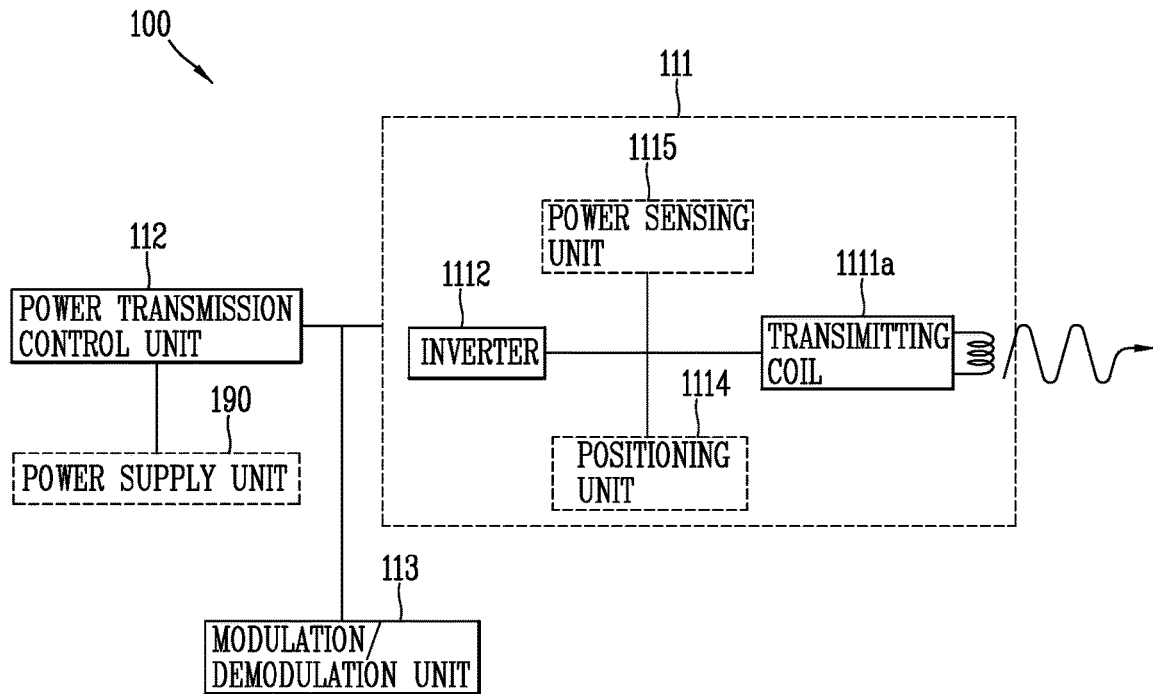 100
111
1115
POWER SENSING
UNIT
112
POWER TRANSMISSION
CONTROL UNIT
1112
INVERTER
1111a
TRANSIMITTING
COIL
190
POWER SUPPLY UNIT
1114
POSITIONING
UNIT
113
MODULATION/
DEMODULATION UNIT